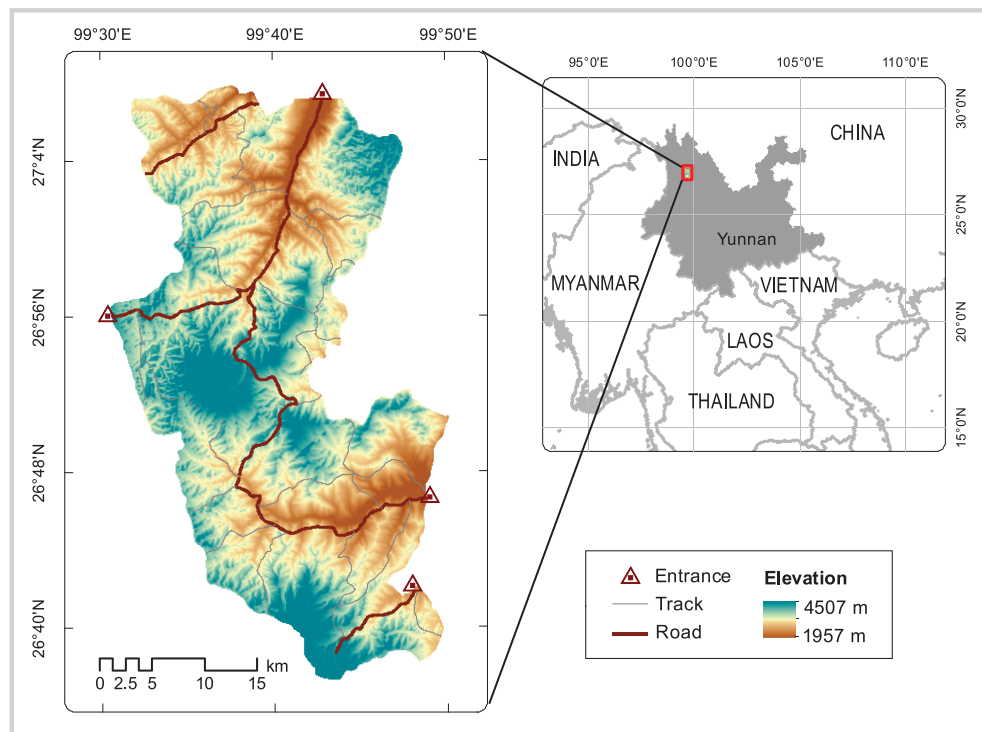 99°30'E 99°40'E 99°50'E
27°4'N
26°56'N
26°48'N
26°40'N
km
0 2.5 5 10 15
95°0'E 100°0'E 105°0'E 110°0'E
30°0'N
25°0'N
20°0'N
15°0'N
CHINA
INDIA
Yunnan
MYANMAR
VIETNAM
LAOS
THAILAND
Entrance
Track
Road
Elevation
4507 m
1957 m